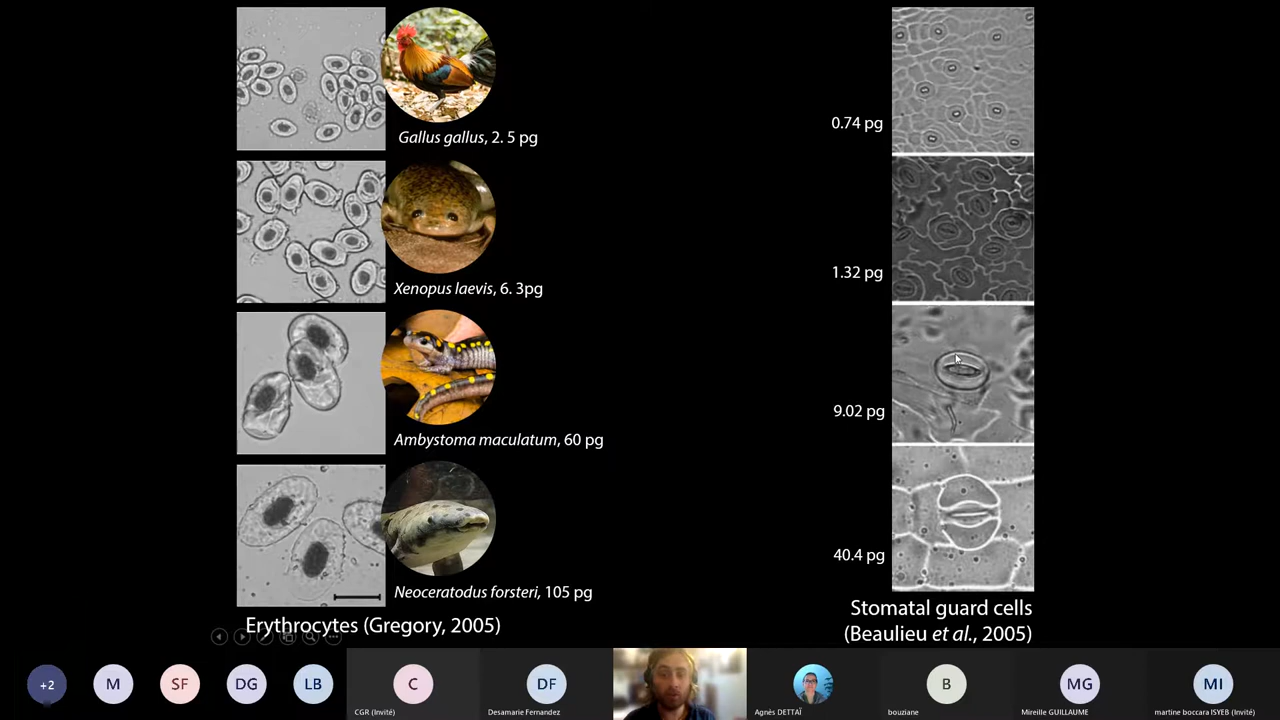 Gallus gallus, 2. 5 pg
Xenopus laevis, 6. 3pg
Ambystoma maculatum, 60 pg
Neoceratodus forsteri, 105 pg
Erythrocytes (Gregory, 2005)
0.74 pg
1.32 pg
9.02 pg
40.4 pg
Stomatal guard cells
(Beaulieu et al., 2005)
+2
M
SF
DG
LB
C
CGR (Invité)
DF
Desamarie Fernandez
Agnès DETTAÏ
B
bouziane
MG
Mireille GUILLAUME
MI
martine boccara ISYEB (Invité)